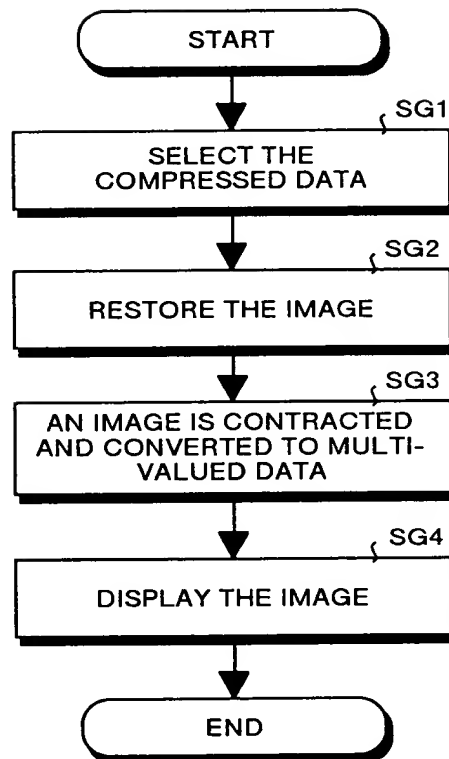 START
SG1
SELECT THE
COMPRESSED DATA
SG2
RESTORE THE IMAGE
SG3
AN IMAGE IS CONTRACTED
AND CONVERTED TO MULTI-
VALUED DATA
SG4
DISPLAY THE IMAGE
END